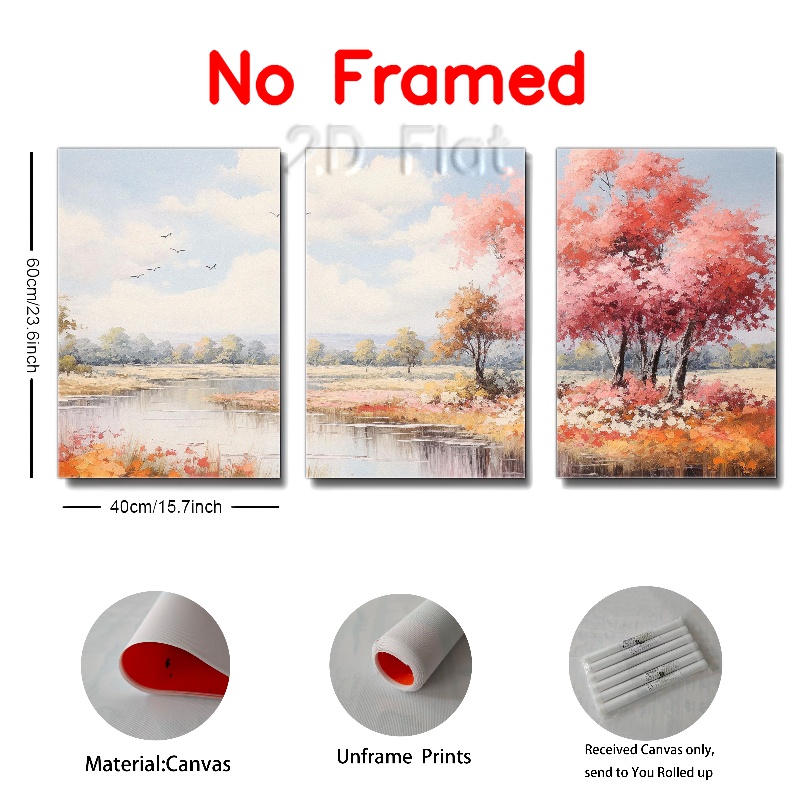 No Framed
2D Flat
60cm/23.6inch
40cm/15.7inch
Material:Canvas
Unframe Prints
Received Canvas only,
send to You Rolled up